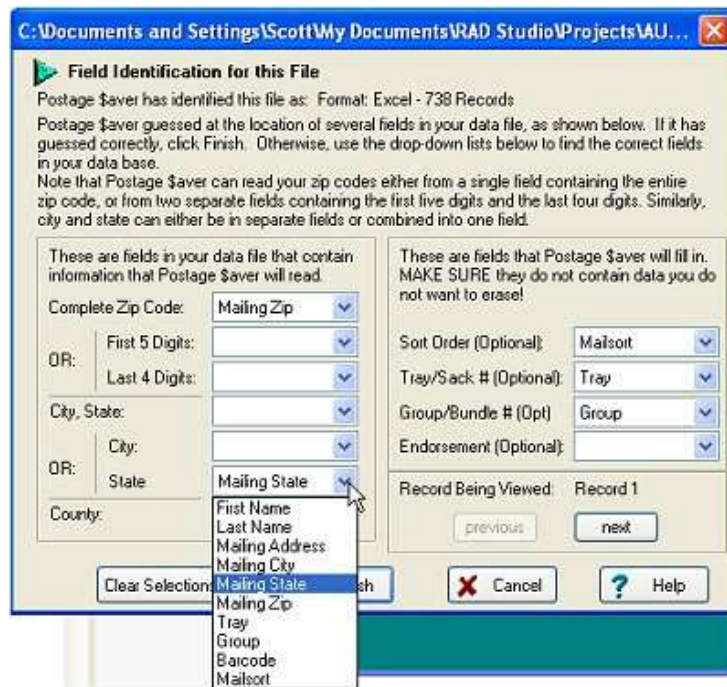 C:\Documents and Settings\Scott\My Documents\RAD Studio\Projects\AU...
Field Identification for this File
Postage $aver has identified this file as: Format: Excel - 738 Records
Postage $aver guessed at the location of several fields in your data file, as shown below. If it has
guessed correctly, click Finish. Otherwise, use the drop-down lists below to find the correct fields
in your data base.
Note that Postage $aver can read your zip codes either from a single field containing the entire
zip code, or from two separate fields containing the first five digits and the last four digits. Similarly,
city and state can either be in separate fields or combined into one field.
These are fields in your data file that contain
information that Postage $aver will read.
Complete Zip Code: Mailing Zip
OR:
First 5 Digits:
Last 4 Digits:
City, State:
OR:
City:
State Mailing State
County:
First Name
Last Name
Mailing Address
Mailing City
Mailing State
Mailing Zip
Tray
Group
Barcode
Mailsort
These are fields that Postage $aver will fill in.
MAKE SURE they do not contain data you do
not want to erase!
Sort Order (Optional): Mailsort
Tray/Sack # (Optional): Tray
Group/Bundle # (Opt) Group
Endorsement (Optional):
Record Being Viewed: Record 1
previous next
Clear Selection
sh
Cancel
? Help